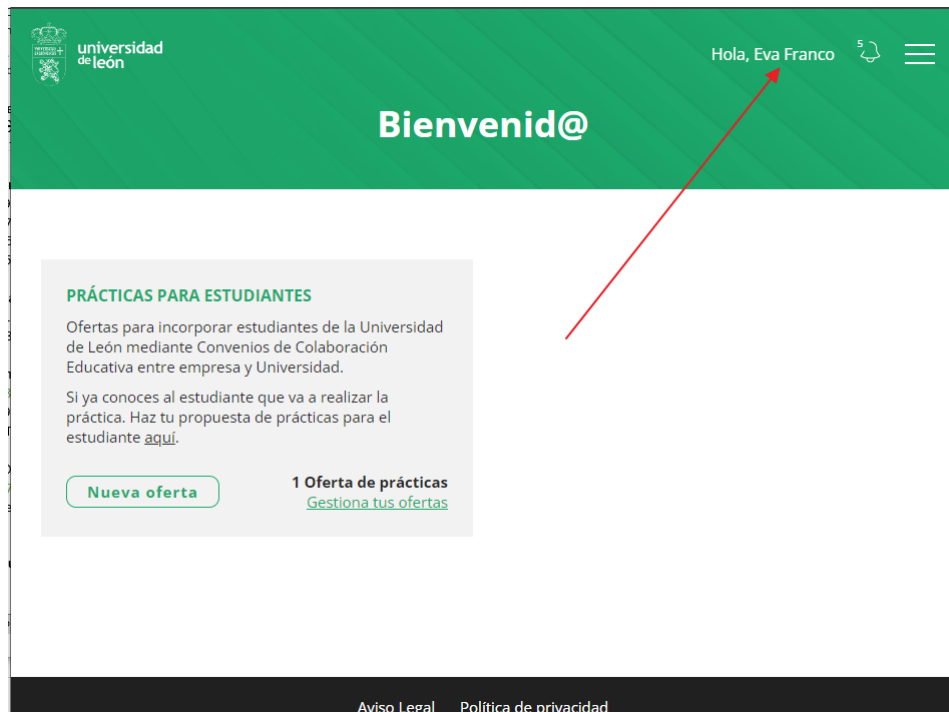 universidad
de león
Hola, Eva Franco
5
Bienvenid@
PRÁCTICAS PARA ESTUDIANTES
Ofertas para incorporar estudiantes de la Universidad
de León mediante Convenios de Colaboración
Educativa entre empresa y Universidad.
Si ya conoces al estudiante que va a realizar la
práctica. Haz tu propuesta de prácticas para el
estudiante aquí.
Nueva oferta
1 Oferta de prácticas
Gestiona tus ofertas
Aviso Legal Política de privacidad